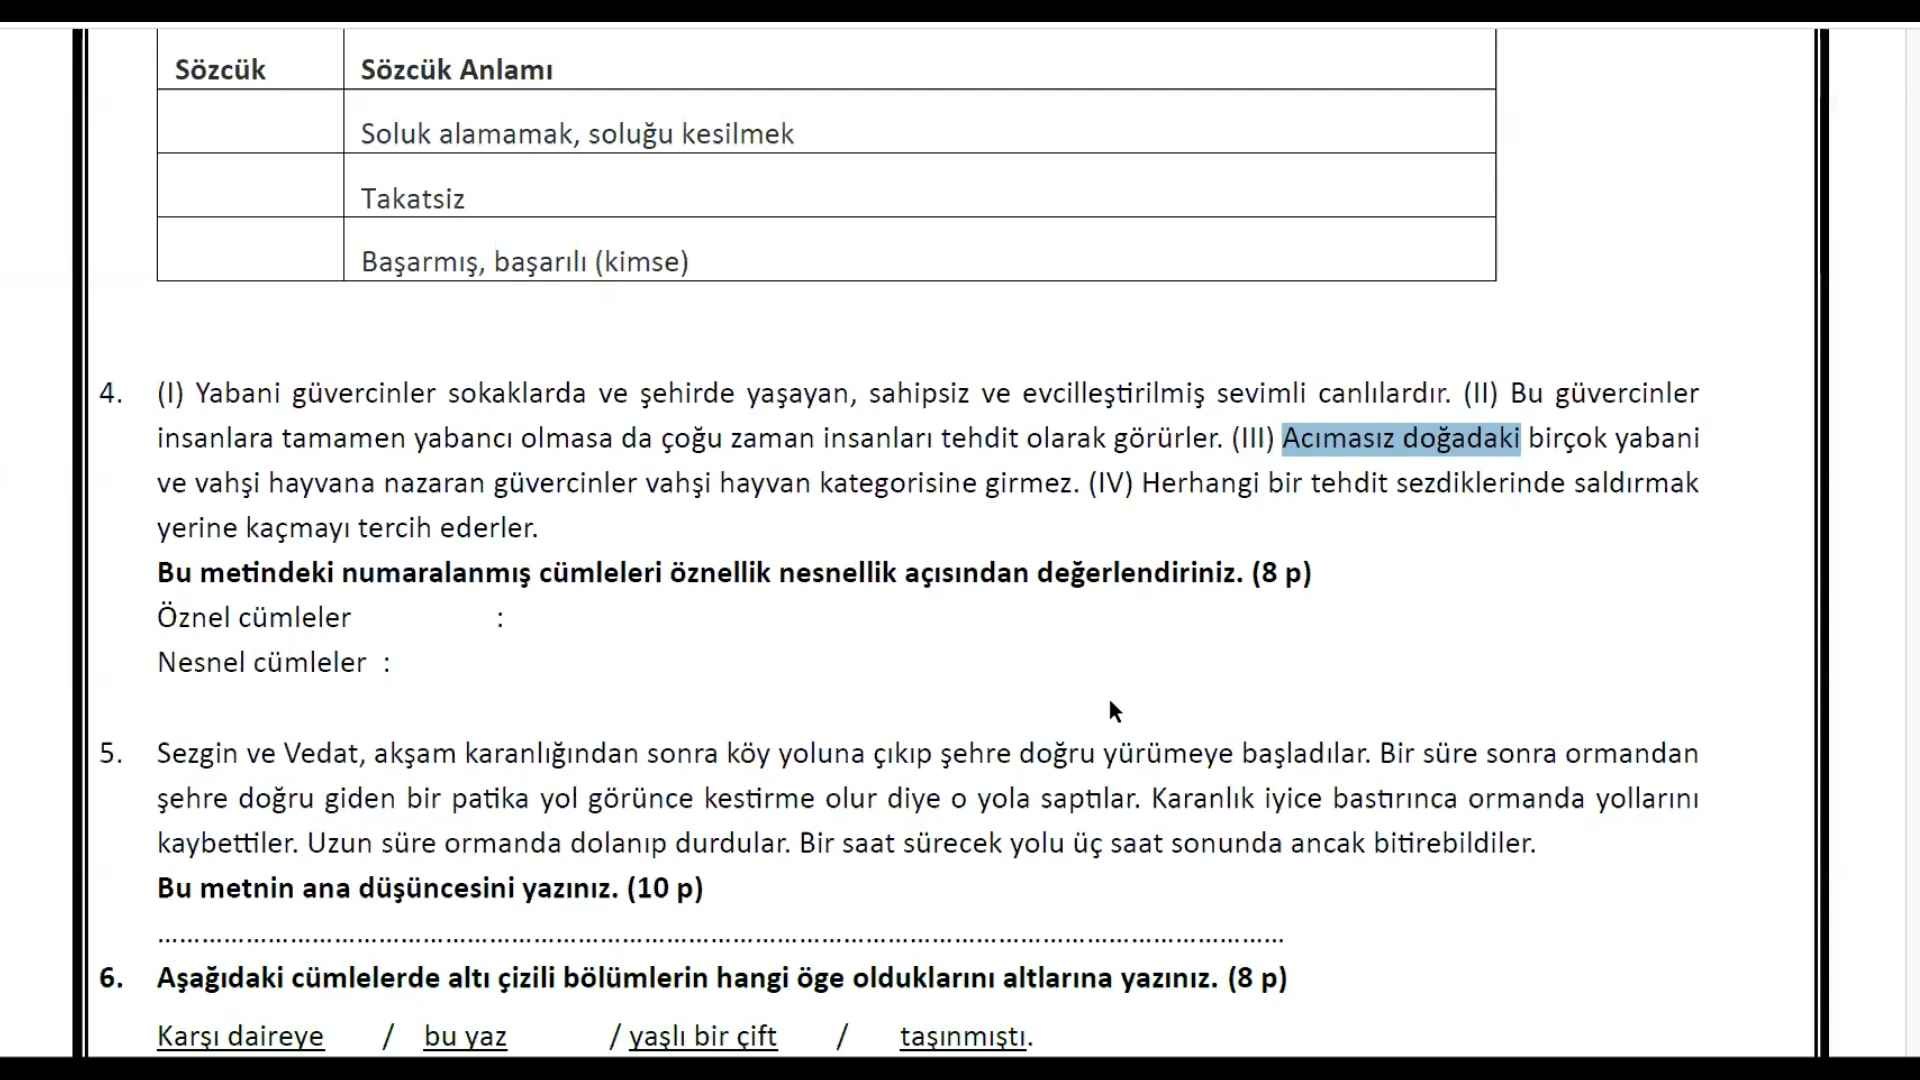 Sözcük Sözcük Anlamı
Soluk alamamak, soluğu kesilmek
Takatsiz
Başarmış, başarılı (kimse)
4. (I) Yabani güvercinler sokaklarda ve şehirde yaşayan, sahipsiz ve evcilleştirilmiş sevimli canlılardır. (II) Bu güvercinler
insanlara tamamen yabancı olmasa da çoğu zaman insanları tehdit olarak görürler. (III) Acımasız doğadaki birçok yabani
ve vahşi hayvana nazaran güvercinler vahşi hayvan kategorisine girmez. (IV) Herhangi bir tehdit sezdiklerinde saldırmak
yerine kaçmayı tercih ederler.
Bu metindeki numaralanmış cümleleri öznellik nesnellik açısından değerlendiriniz. (8 p)
Öznel cümleler :
Nesnel cümleler :
5. Sezgin ve Vedat, akşam karanlığından sonra köy yoluna çıkıp şehre doğru yürümeye başladılar. Bir süre sonra ormandan
şehre doğru giden bir patika yol görünce kestirme olur diye o yola saptılar. Karanlık iyice bastırınca ormanda yollarını
kaybettiler. Uzun süre ormanda dolanıp durdular. Bir saat sürecek yolu üç saat sonunda ancak bitirebildiler.
Bu metnin ana düşüncesini yazınız. (10 p)
………………………………………………………………………………………………………………………………………
6. Aşağıdaki cümlelerde altı çizili bölümlerin hangi öge olduklarını altlarına yazınız. (8 p)
Karşı daireye / bu yaz / yaşlı bir çift / taşınmıştı.